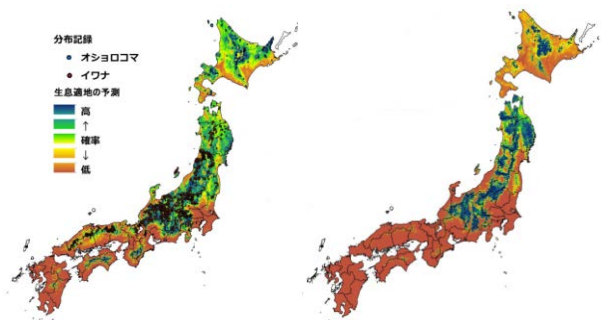 分布記録
オショロコマ
イワナ
生息適地の予測
高
↑
確率
↓
低